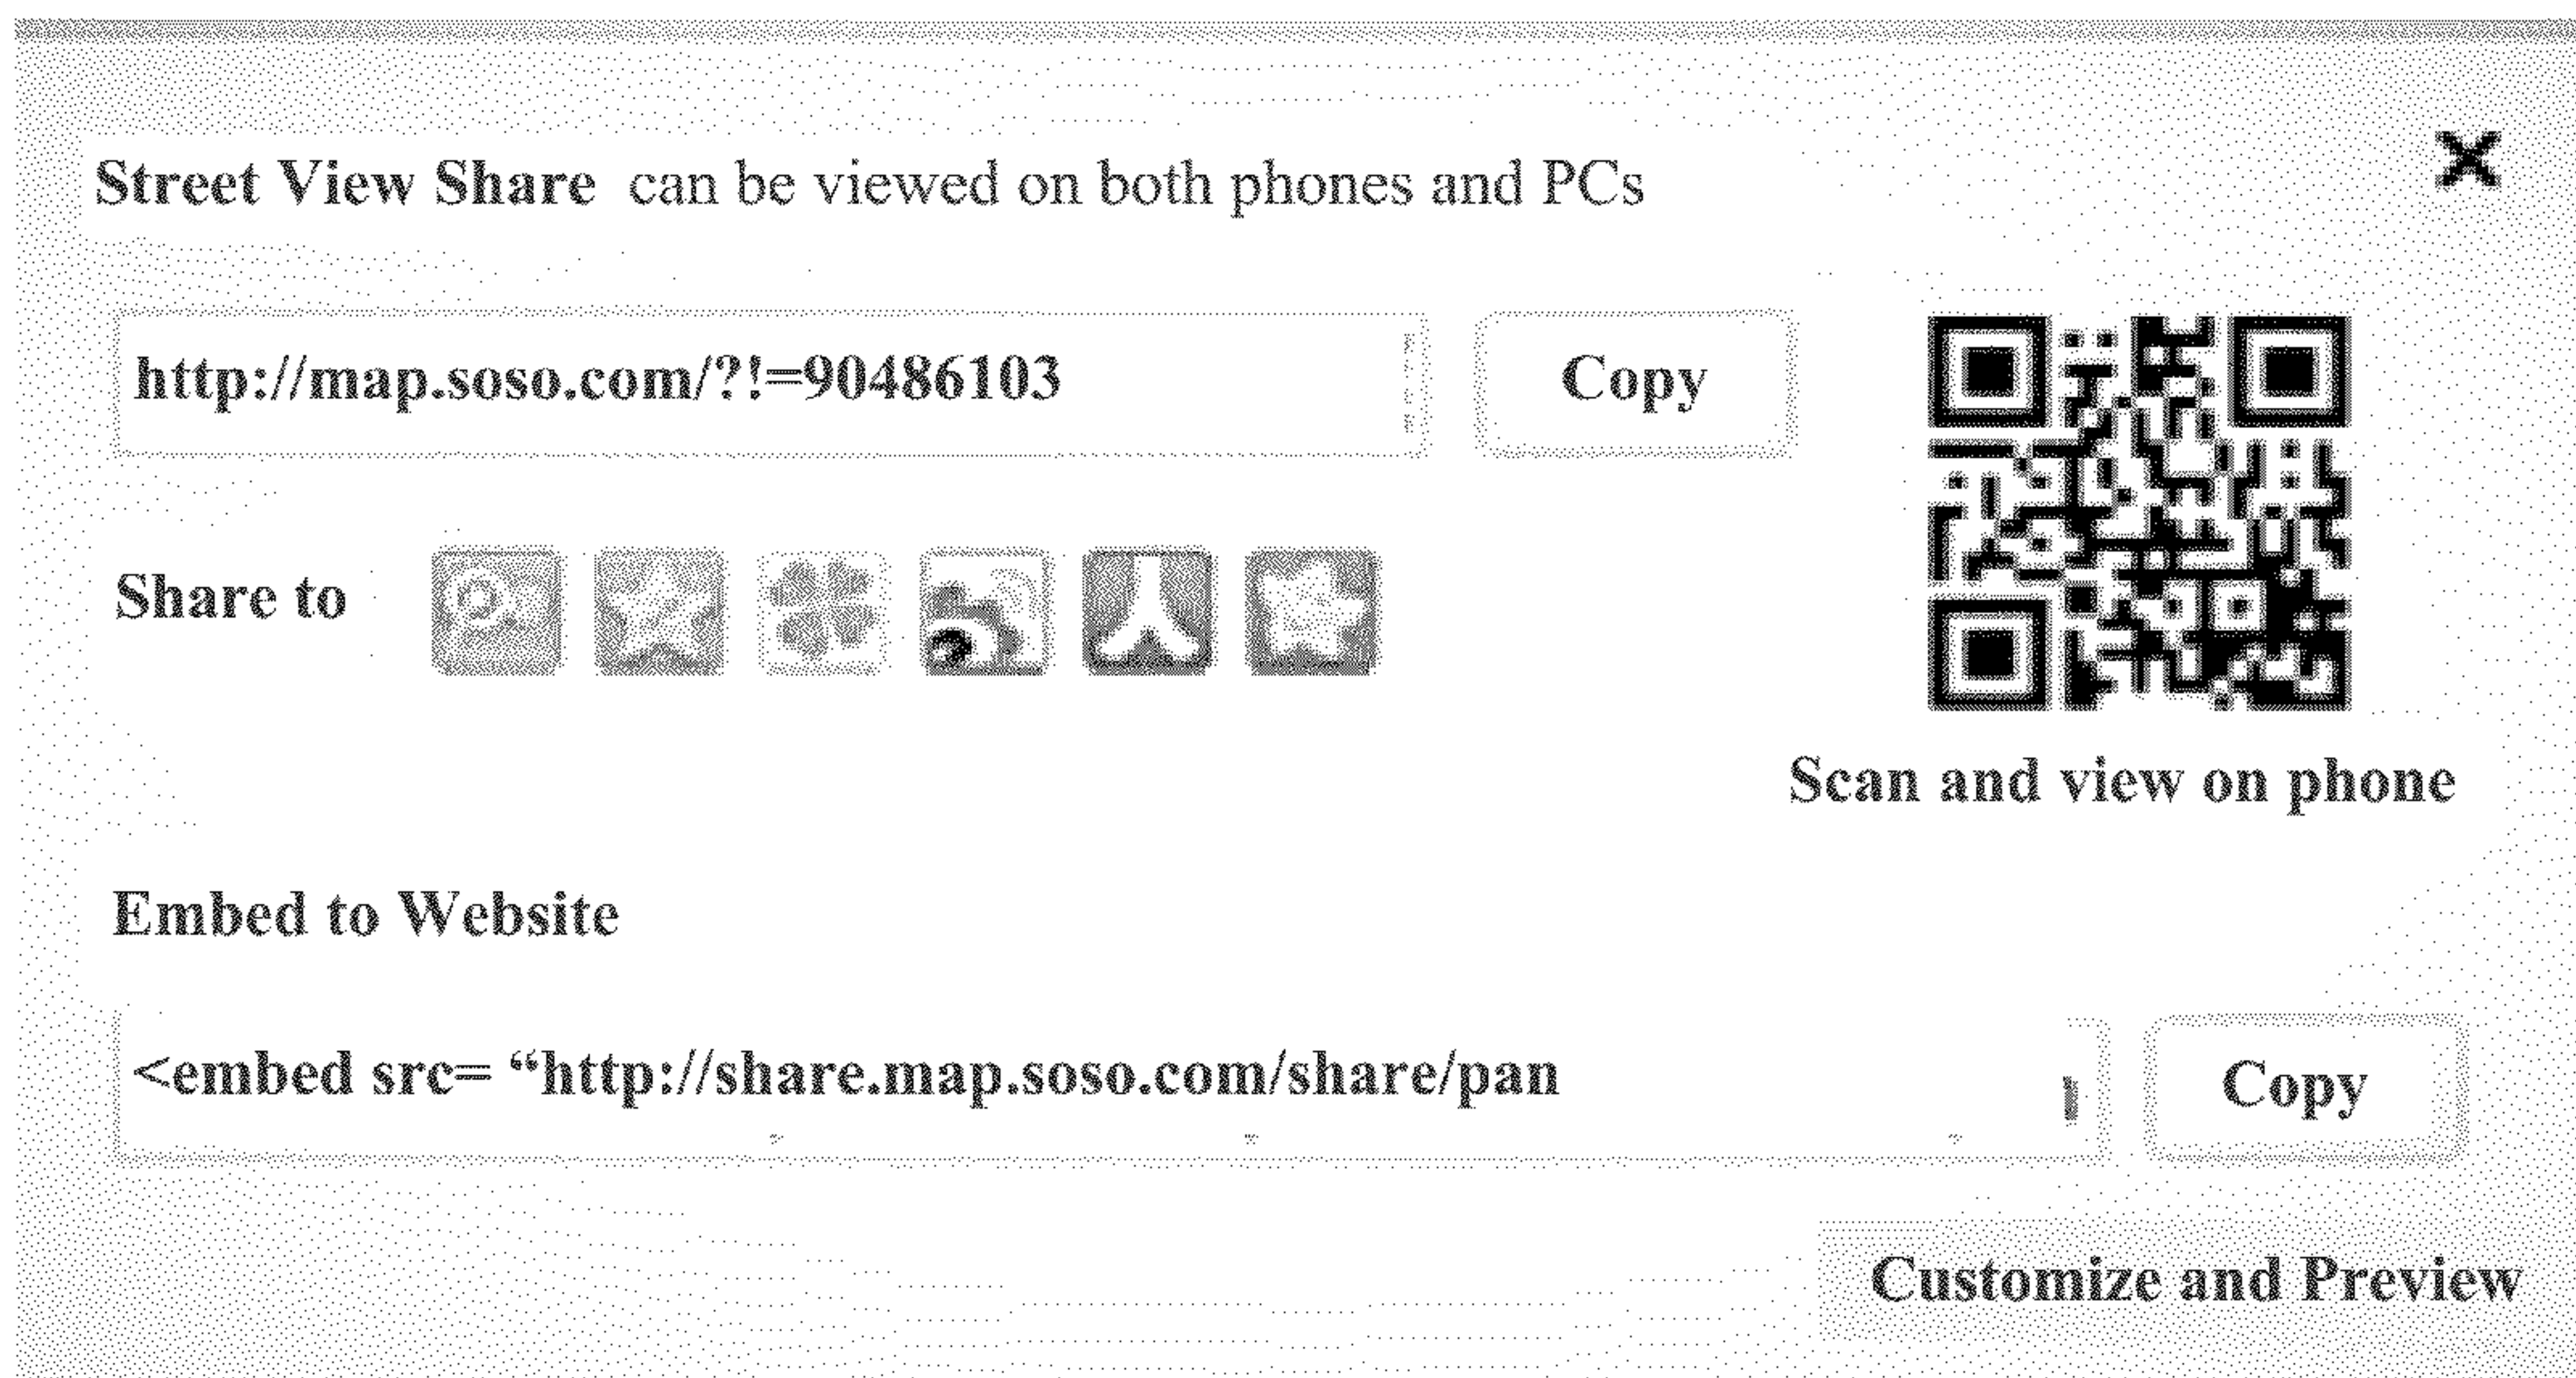 Street View Share can be viewed on both phones and PCs
http://map.soso.com/?!=90486103
Copy
Share to
Scan and view on phone
Embed to Website
<embed src= “http://share.map.soso.com/share/pan
Copy
Customize and Preview